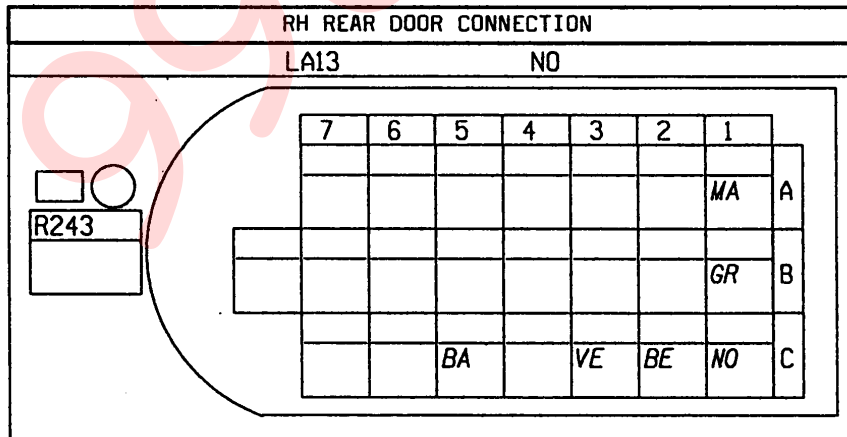 RH REAR DOOR CONNECTION
LA13 NO
7 6 5 4 3 2 1
MA A
R243
GR B
BA VE BE NO C